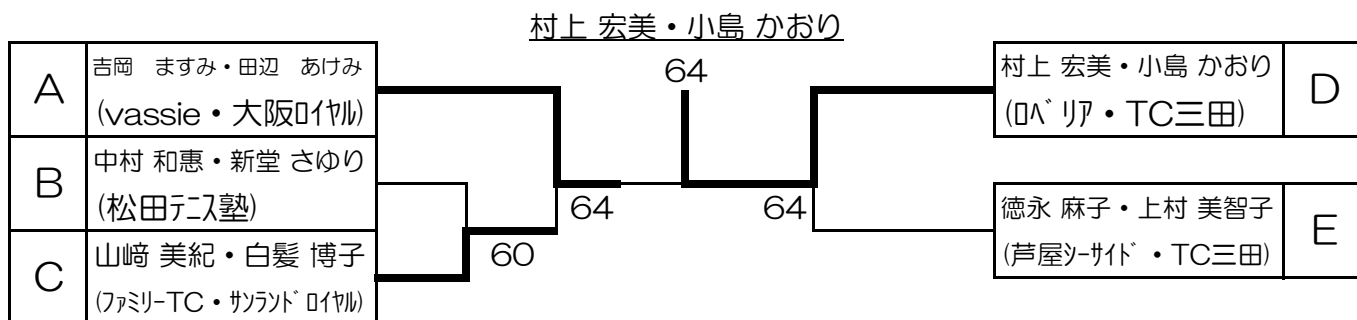 村上 宏美・小島 かおり
A
吉岡　ますみ・田辺　あけみ
(vassie・大阪ﾛｲﾔﾙ)
B
中村 和惠・新堂 さゆり
(松田ﾃﾆｽ塾)
C
山﨑 美紀・白髪 博子
(ﾌｧﾐﾘｰTC・ｻﾝﾗﾝﾄﾞﾛｲﾔﾙ)
64
64
60
64
村上 宏美・小島 かおり
(ﾛﾍﾞﾘｱ・TC三田)
D
徳永 麻子・上村 美智子
(芦屋ｼｰｻｲﾄﾞ・TC三田)
E